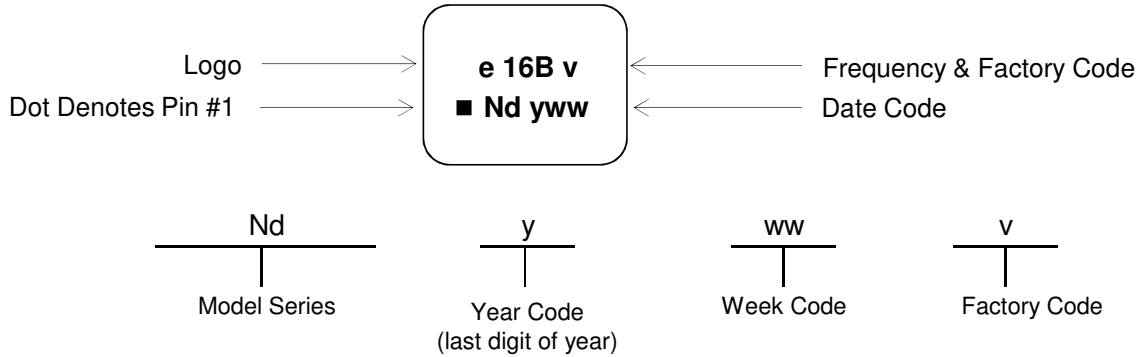 Logo
e 16B v
Frequency & Factory Code
Dot Denotes Pin #1
■ Nd yww
Date Code
Nd
y
ww
v
Model Series
Year Code
(last digit of year)
Week Code
Factory Code